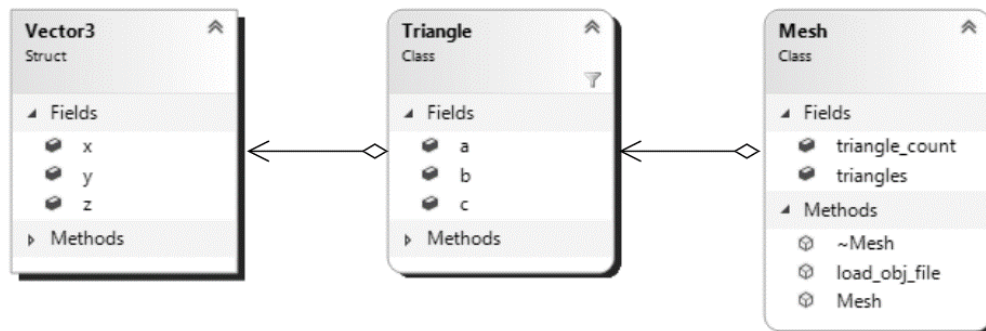 Vector3
Struct
Fields
x
y
z
Methods
Triangle
Class
Fields
a
b
c
Methods
Mesh
Class
Fields
triangle_count
triangles
Methods
~Mesh
load_obj_file
Mesh